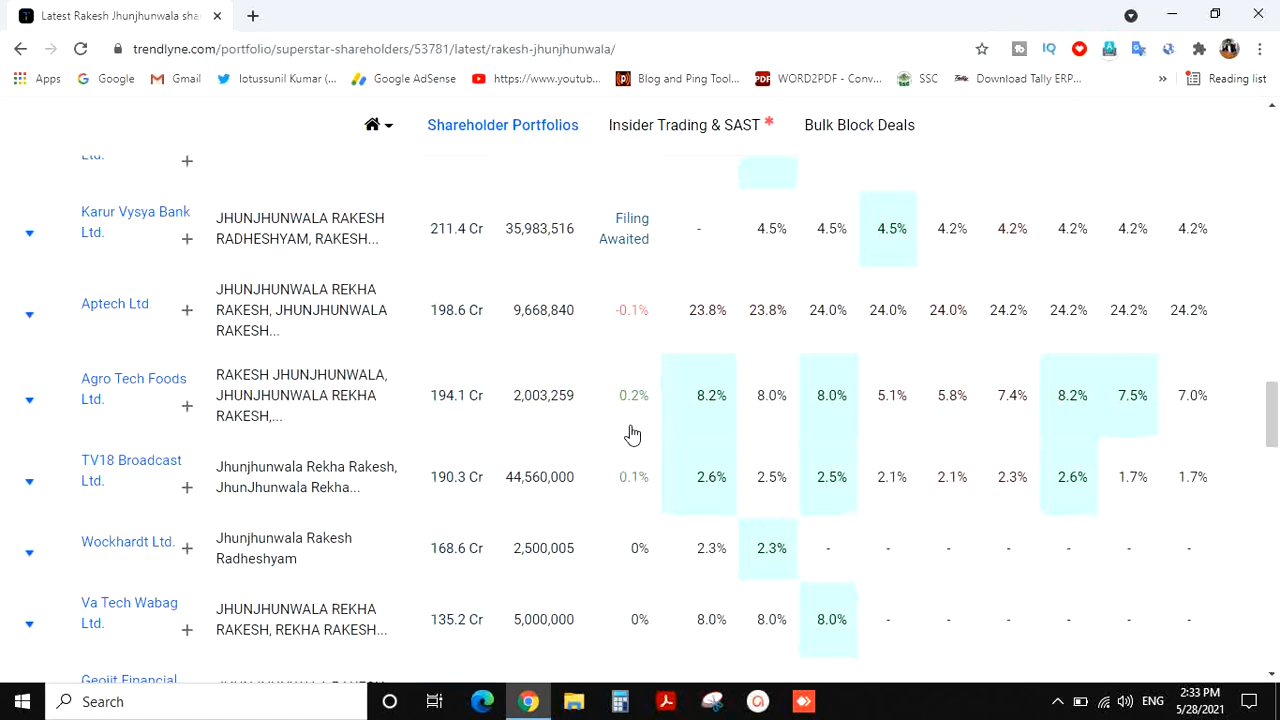 Latest Rakesh Jhunjhunwala sha
trendlyne.com/portfolio/superstar-shareholders/53781/latest/rakesh-jhunjhunwala/
IQ
Apps Google Gmail lotussunil Kumar (... Google AdSense https://www.youtub... Blog and Ping Tool... PDF WORD2PDF - Conv... SSC Download Tally ERP... » Reading list
Shareholder Portfolios Insider Trading & SAST * Bulk Block Deals
Ltd. +
Karur Vysya Bank
Ltd. +
JHUNJHUNWALA RAKESH
RADHESHYAM, RAKESH...
211.4 Cr 35,983,516
Filing
Awaited
- 4.5% 4.5% 4.5% 4.2% 4.2% 4.2% 4.2% 4.2%
Aptech Ltd +
JHUNJHUNWALA REKHA
RAKESH, JHUNJHUNWALA
RAKESH...
198.6 Cr 9,668,840 -0.1% 23.8% 23.8% 24.0% 24.0% 24.0% 24.2% 24.2% 24.2% 24.2%
Agro Tech Foods
Ltd. +
RAKESH JHUNJHUNWALA,
JHUNJHUNWALA REKHA
RAKESH,...
194.1 Cr 2,003,259 0.2% 8.2% 8.0% 8.0% 5.1% 5.8% 7.4% 8.2% 7.5% 7.0%
TV18 Broadcast
Ltd. +
Jhunjhunwala Rekha Rakesh,
JhunJhunwala Rekha...
190.3 Cr 44,560,000 0.1% 2.6% 2.5% 2.5% 2.1% 2.1% 2.3% 2.6% 1.7% 1.7%
Wockhardt Ltd. +
Jhunjhunwala Rakesh
Radheshyam
168.6 Cr 2,500,005 0% 2.3% 2.3% - - - - - - -
Va Tech Wabag
Ltd. +
JHUNJHUNWALA REKHA
RAKESH, REKHA RAKESH...
135.2 Cr 5,000,000 0% 8.0% 8.0% 8.0% - - - - - -
Geojit Financial
Search
ENG
2:33 PM
5/28/2021